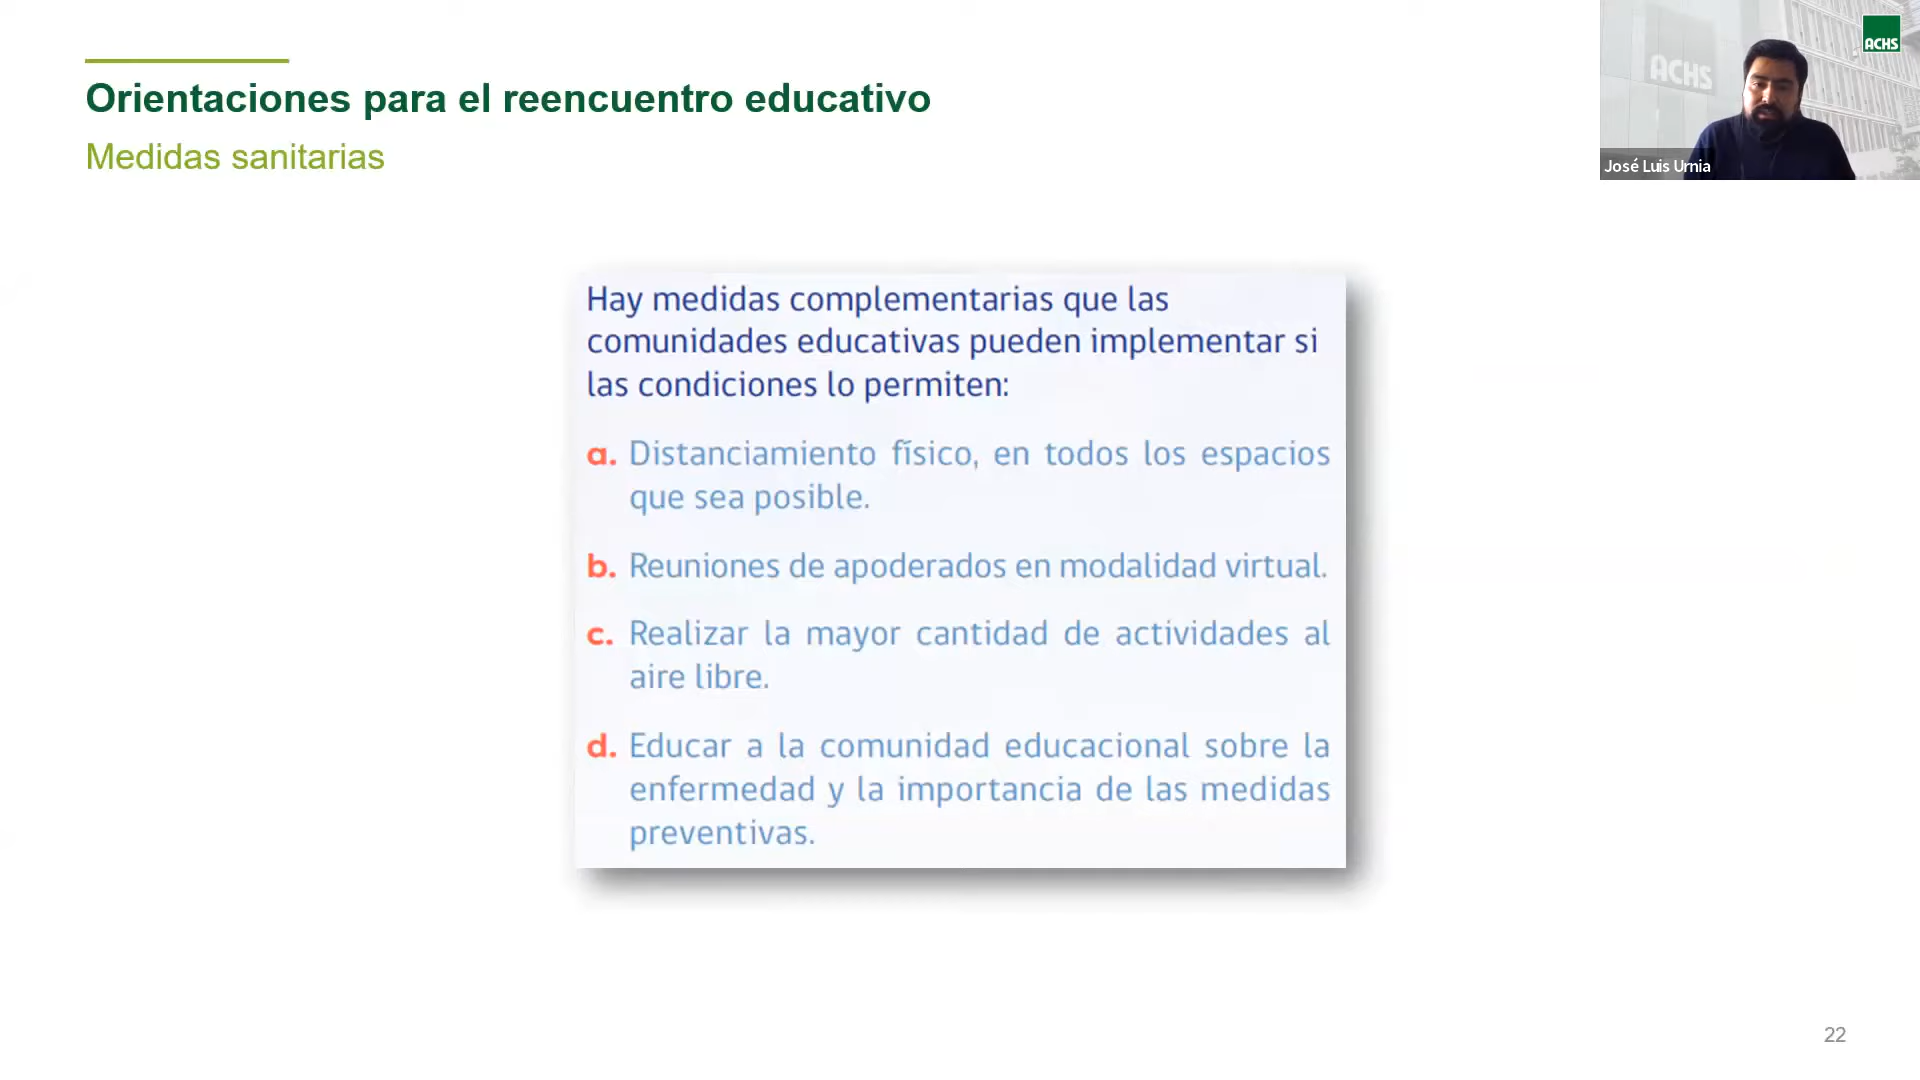 Orientaciones para el reencuentro educativo
Medidas sanitarias
ACHS
ACHS
José Luis Urnia
Hay medidas complementarias que las
comunidades educativas pueden implementar si
las condiciones lo permiten:
a. Distanciamiento físico, en todos los espacios
que sea posible.
b. Reuniones de apoderados en modalidad virtual.
c. Realizar la mayor cantidad de actividades al
aire libre.
d. Educar a la comunidad educacional sobre la
enfermedad y la importancia de las medidas
preventivas.
22